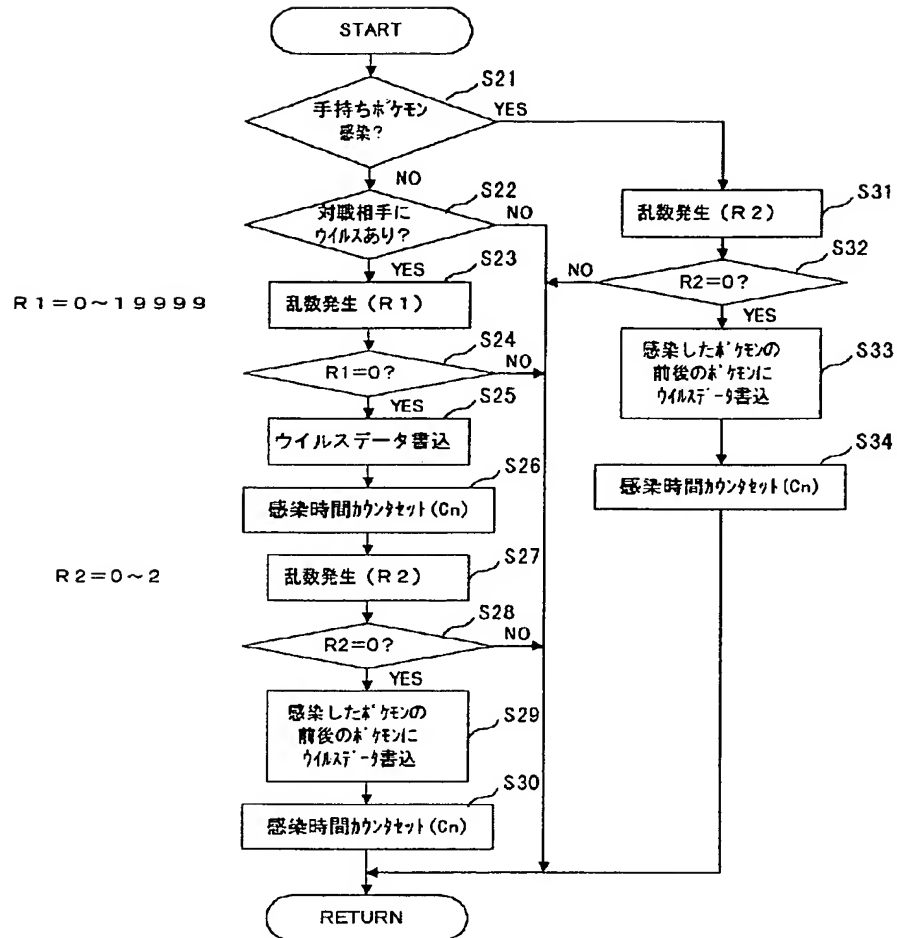 START
S21
手持ちポケモン
感染?
YES
NO
S22
対戦相手に
ウイルスあり?
NO
YES
S23
R1=0~19999
乱数発生(R1)
S24
R1=0?
NO
YES
S25
ウイルスデータ書込
S26
感染時間カウンタセット(Cn)
S27
R2=0~2
乱数発生(R2)
S28
R2=0?
NO
YES
S29
感染したポケモンの
前後のポケモンに
ウイルスデータ書込
S30
感染時間カウンタセット(Cn)
RETURN
S31
乱数発生(R2)
S32
NO
R2=0?
YES
S33
感染したポケモンの
前後のポケモンに
ウイルスデータ書込
S34
感染時間カウンタセット(Cn)